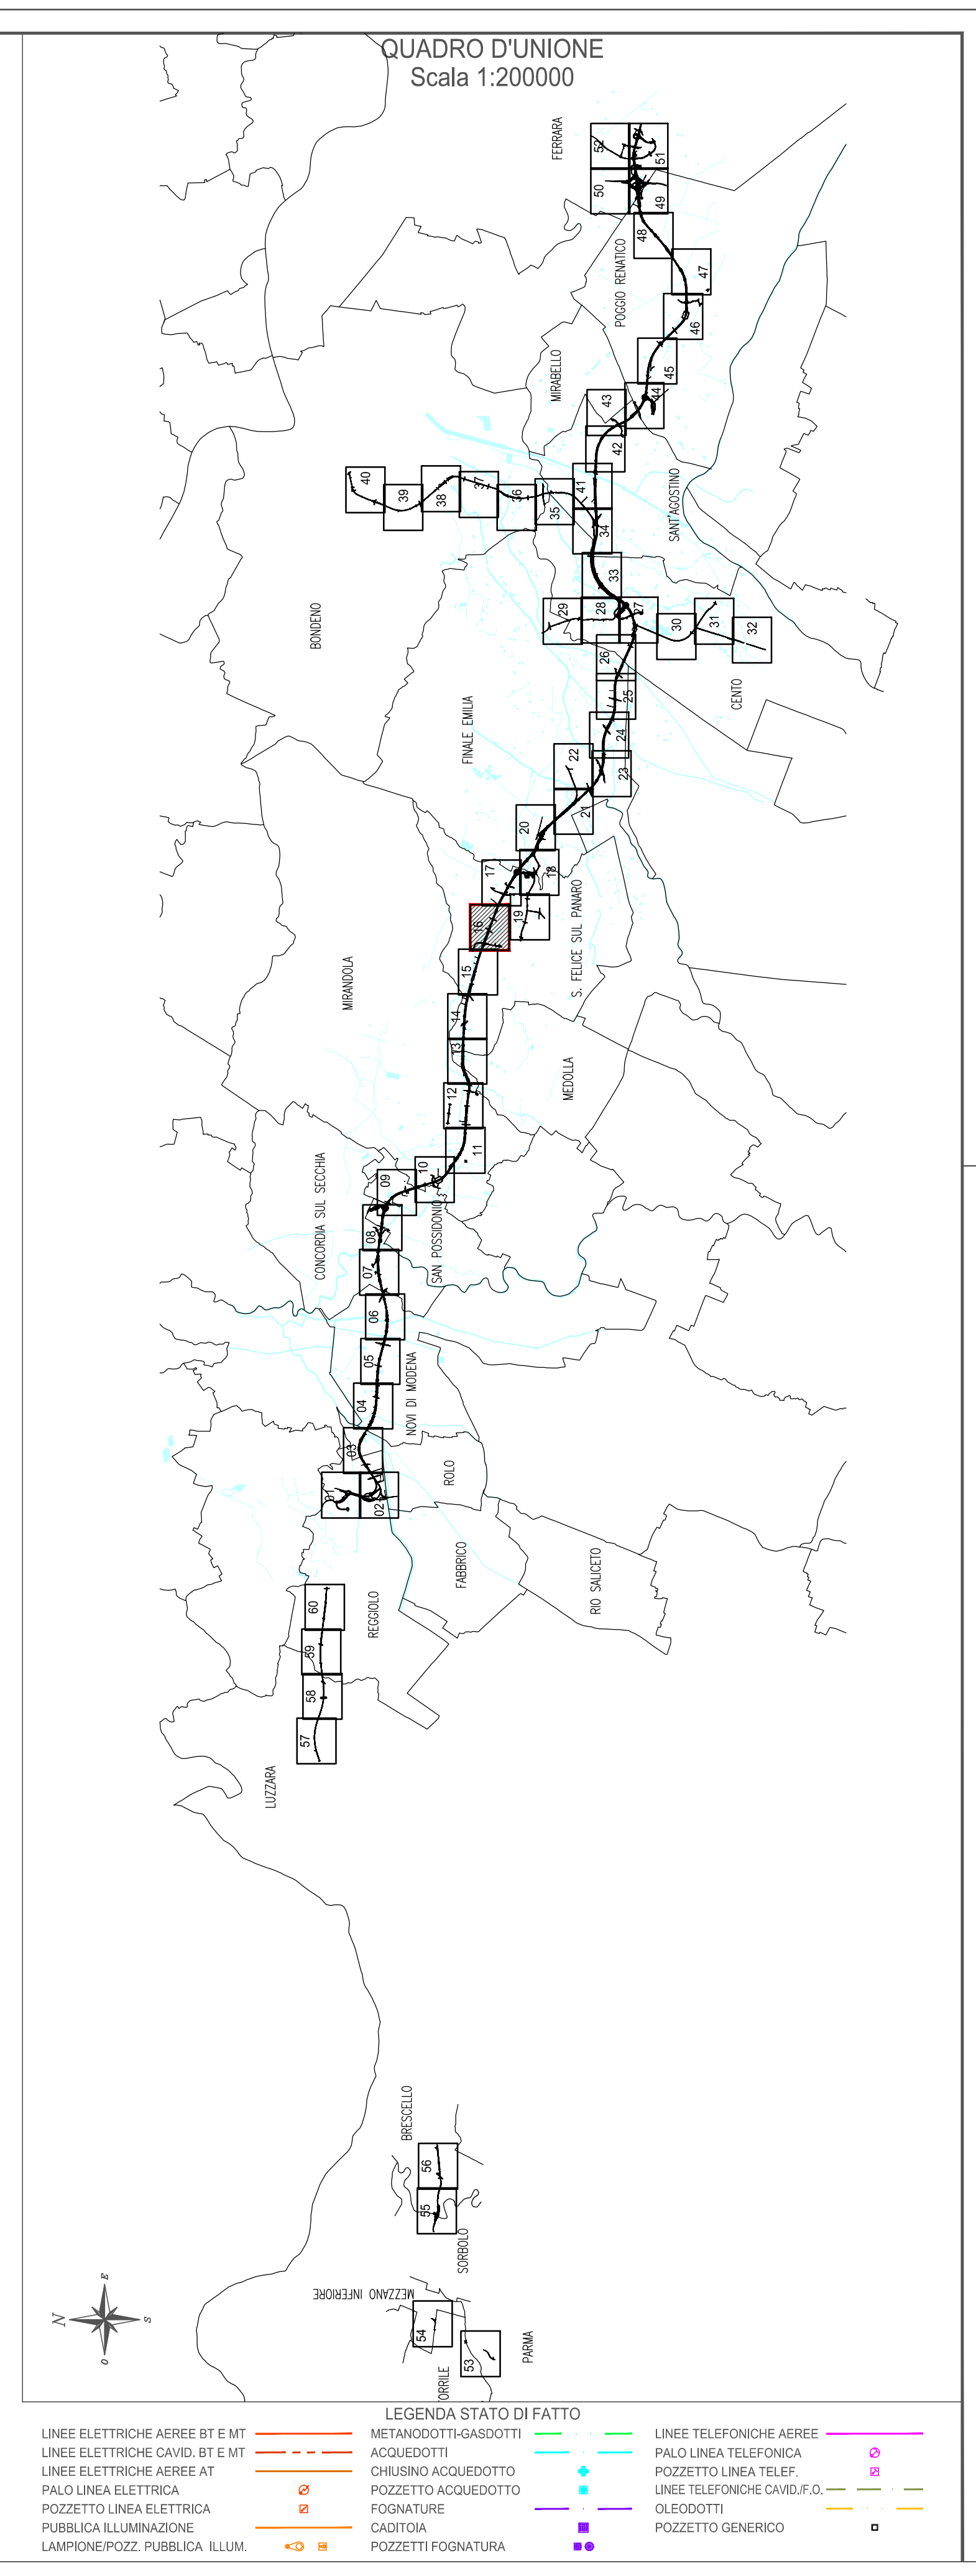 QUADRO D'UNIONE
Scala 1:200000
FERRARA
52
51
50
49
48
POGGIO RENATICO
47
46
MIRABELLO
45
44
43
42
SANT'AGOSTINO
41
40
39
38
37
36
35
34
33
BONDENO
29
28
27
30
31
32
26
25
CENTO
FINALE EMILIA
24
23
22
21
20
18
17
19
16
S. FELICE SUL PANARO
15
MIRANDOLA
14
13
12
MEDOLLA
11
10
09
CONCORDIA SUL SECCHIA
08
SAN POSSIDONIO
07
06
05
NOVI DI MODENA
04
03
ROLO
01
02
FABBRICO
RIO SALICETO
REGGIOLO
60
59
58
57
LUZZARA
BRESCELLO
56
55
SORBOLO
MEZZANO INFERIORE
54
53
PARMA
ORRILE
N
E
S
O
LEGENDA STATO DI FATTO
LINEE ELETTRICHE AEREE BT E MT
LINEE ELETTRICHE CAVID. BT E MT
LINEE ELETTRICHE AEREE AT
PALO LINEA ELETTRICA
POZZETTO LINEA ELETTRICA
PUBBLICA ILLUMINAZIONE
LAMPIONE/POZZ. PUBBLICA ILLUM.
METANODOTTI-GASDOTTI
ACQUEDOTTI
CHIUSINO ACQUEDOTTO
POZZETTO ACQUEDOTTO
FOGNATURE
CADITOIA
POZZETTI FOGNATURA
LINEE TELEFONICHE AEREE
PALO LINEA TELEFONICA
POZZETTO LINEA TELEF.
LINEE TELEFONICHE CAVID./F.O.
OLEODOTTI
POZZETTO GENERICO